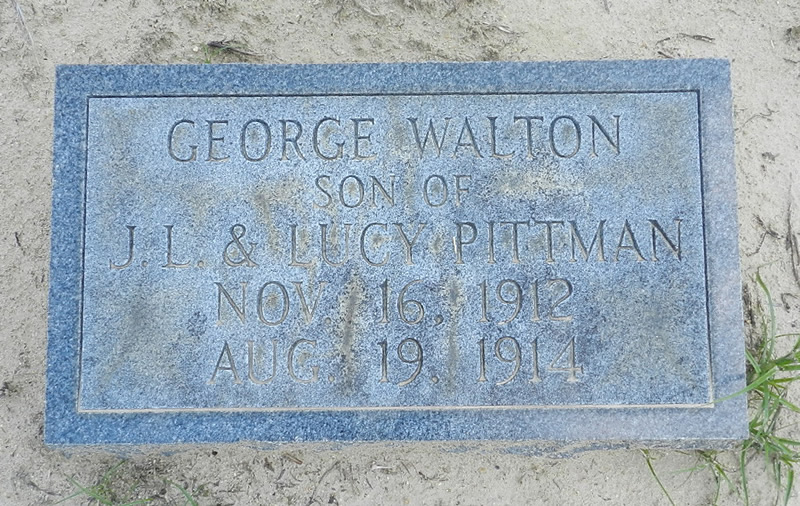 GEORGE WALTON
SON OF
J. L. & LUCY PITTMAN
NOV. 16, 1912
AUG. 19, 1914